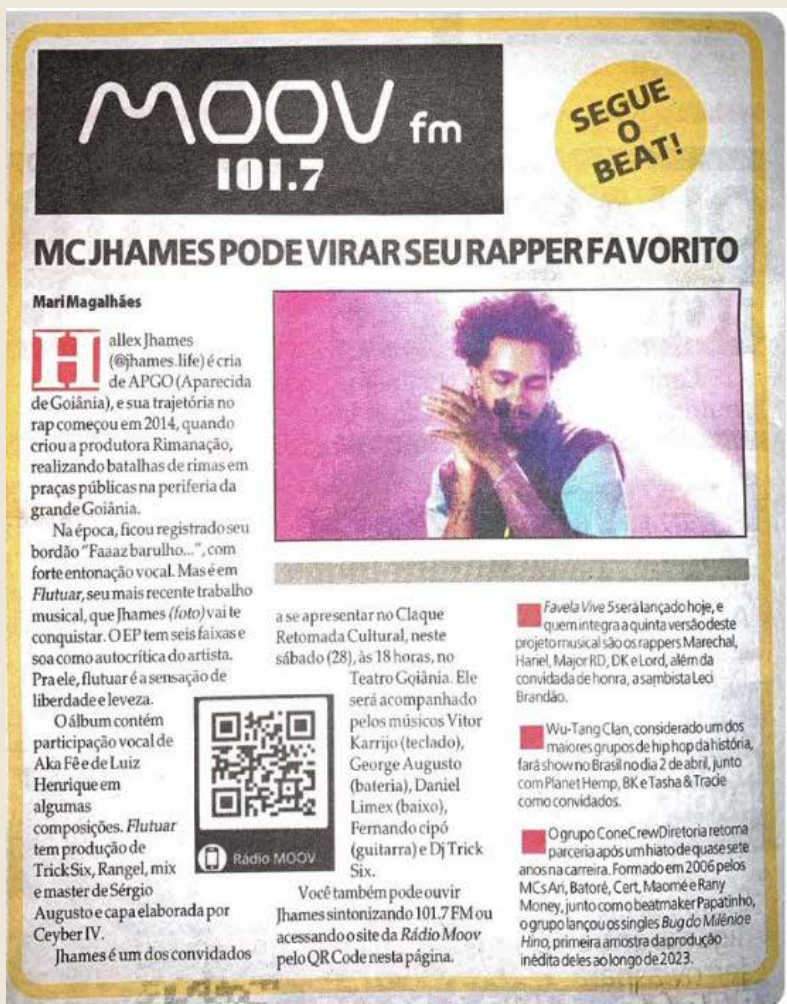 MOOV fm
101.7
SEGUE
O
BEAT!
MC JHAMES PODE VIRAR SEU RAPPER FAVORITO
Mari Magalhães
Hallex Jhames
(@jhames.life) é cria
de APGO (Aparecida
de Goiânia), e sua trajetória no
rap começou em 2014, quando
criou a produtora Rimanação,
realizando batalhas de rimas em
praças públicas na periferia da
grande Goiânia.
Na época, ficou registrado seu
bordão "Faaaz barulho...", com
forte entonação vocal. Mas é em
Flutuar, seu mais recente trabalho
musical, que Jhames (foto) vai te
conquistar. O EP tem seis faixas e
soa como autocrítica do artista.
Pra ele, flutuar é a sensação de
liberdade e leveza.
O álbum contém
participação vocal de
Aka Fê e de Luiz
Henrique em
algumas
composições. Flutuar
tem produção de
TrickSix, Rangel, mix
e master de Sérgio
Augusto e capa elaborada por
Ceyber IV.
Jhames é um dos convidados
a se apresentar no Claque
Retomada Cultural, neste
sábado (28), às 18 horas, no
Teatro Goiânia. Ele
será acompanhado
pelos músicos Vitor
Karrijo (teclado),
George Augusto
(bateria), Daniel
Limex (baixo),
Fernando cipó
(guitarra) e Dj Trick
Six.
Rádio MOOV
Você também pode ouvir
Jhames sintonizando 101.7 FM ou
acessando o site da Rádio Moov
pelo QR Code nesta página.
Favela Vive 5 será lançado hoje, e
quem integra a quinta versão deste
projeto musical são os rappers Marechal,
Hariel, Major RD, DK e Lord, além da
convidada de honra, a sambista Leci
Brandão.
Wu-Tang Clan, considerado um dos
maiores grupos de hip hop da história,
fará show no Brasil no dia 2 de abril, junto
com Planet Hemp, BK e Tasha & Tracie
como convidados.
O grupo ConeCrewDiretoria retoma
parceria após um hiato de quase sete
anos na carreira. Formado em 2006 pelos
MCs Ari, Batoré, Cert, Maomé e Rany
Money, junto com o beatmaker Papatinho,
o grupo lançou os singles Bug do Milênio e
Hino, primeira amostra da produção
inédita deles ao longo de 2023.